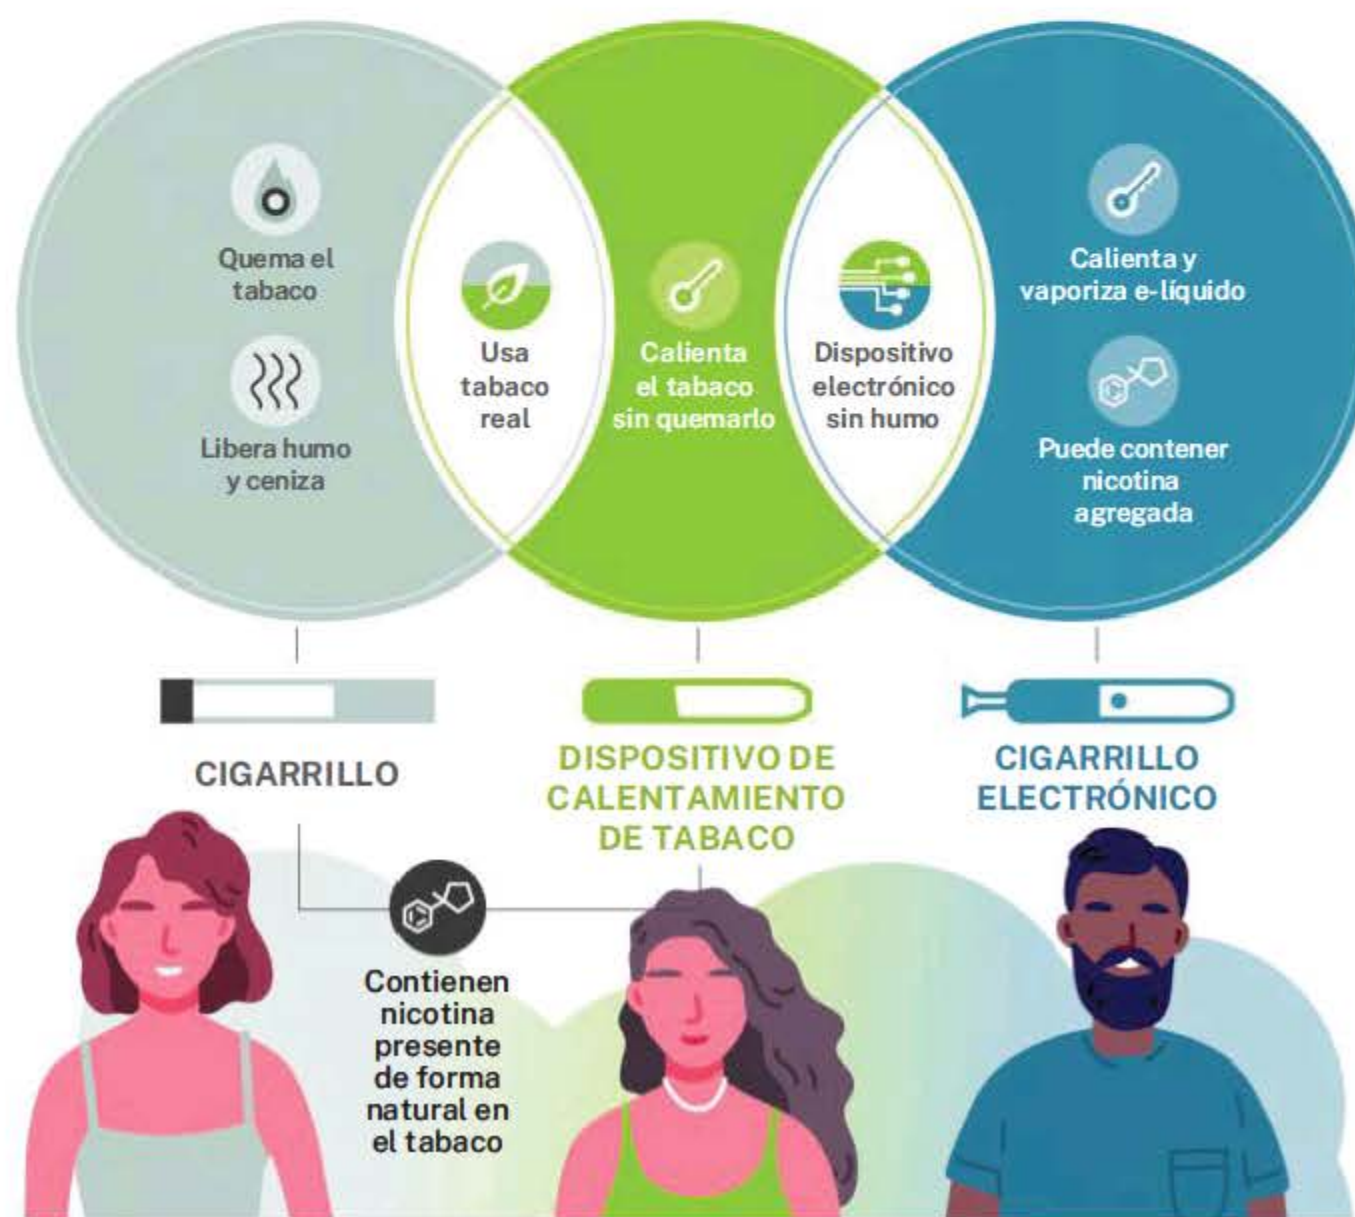 Quema el
tabaco
Libera humo
y ceniza
Usa
tabaco
real
Calienta
el tabaco
sin quemarlo
Dispositivo
electrónico
sin humo
Calienta y
vaporiza e-líquido
Puede contener
nicotina
agregada
CIGARRILLO
DISPOSITIVO DE
CALENTAMIENTO
DE TABACO
CIGARRILLO
ELECTRÓNICO
Contienen
nicotina
presente
de forma
natural en
el tabaco